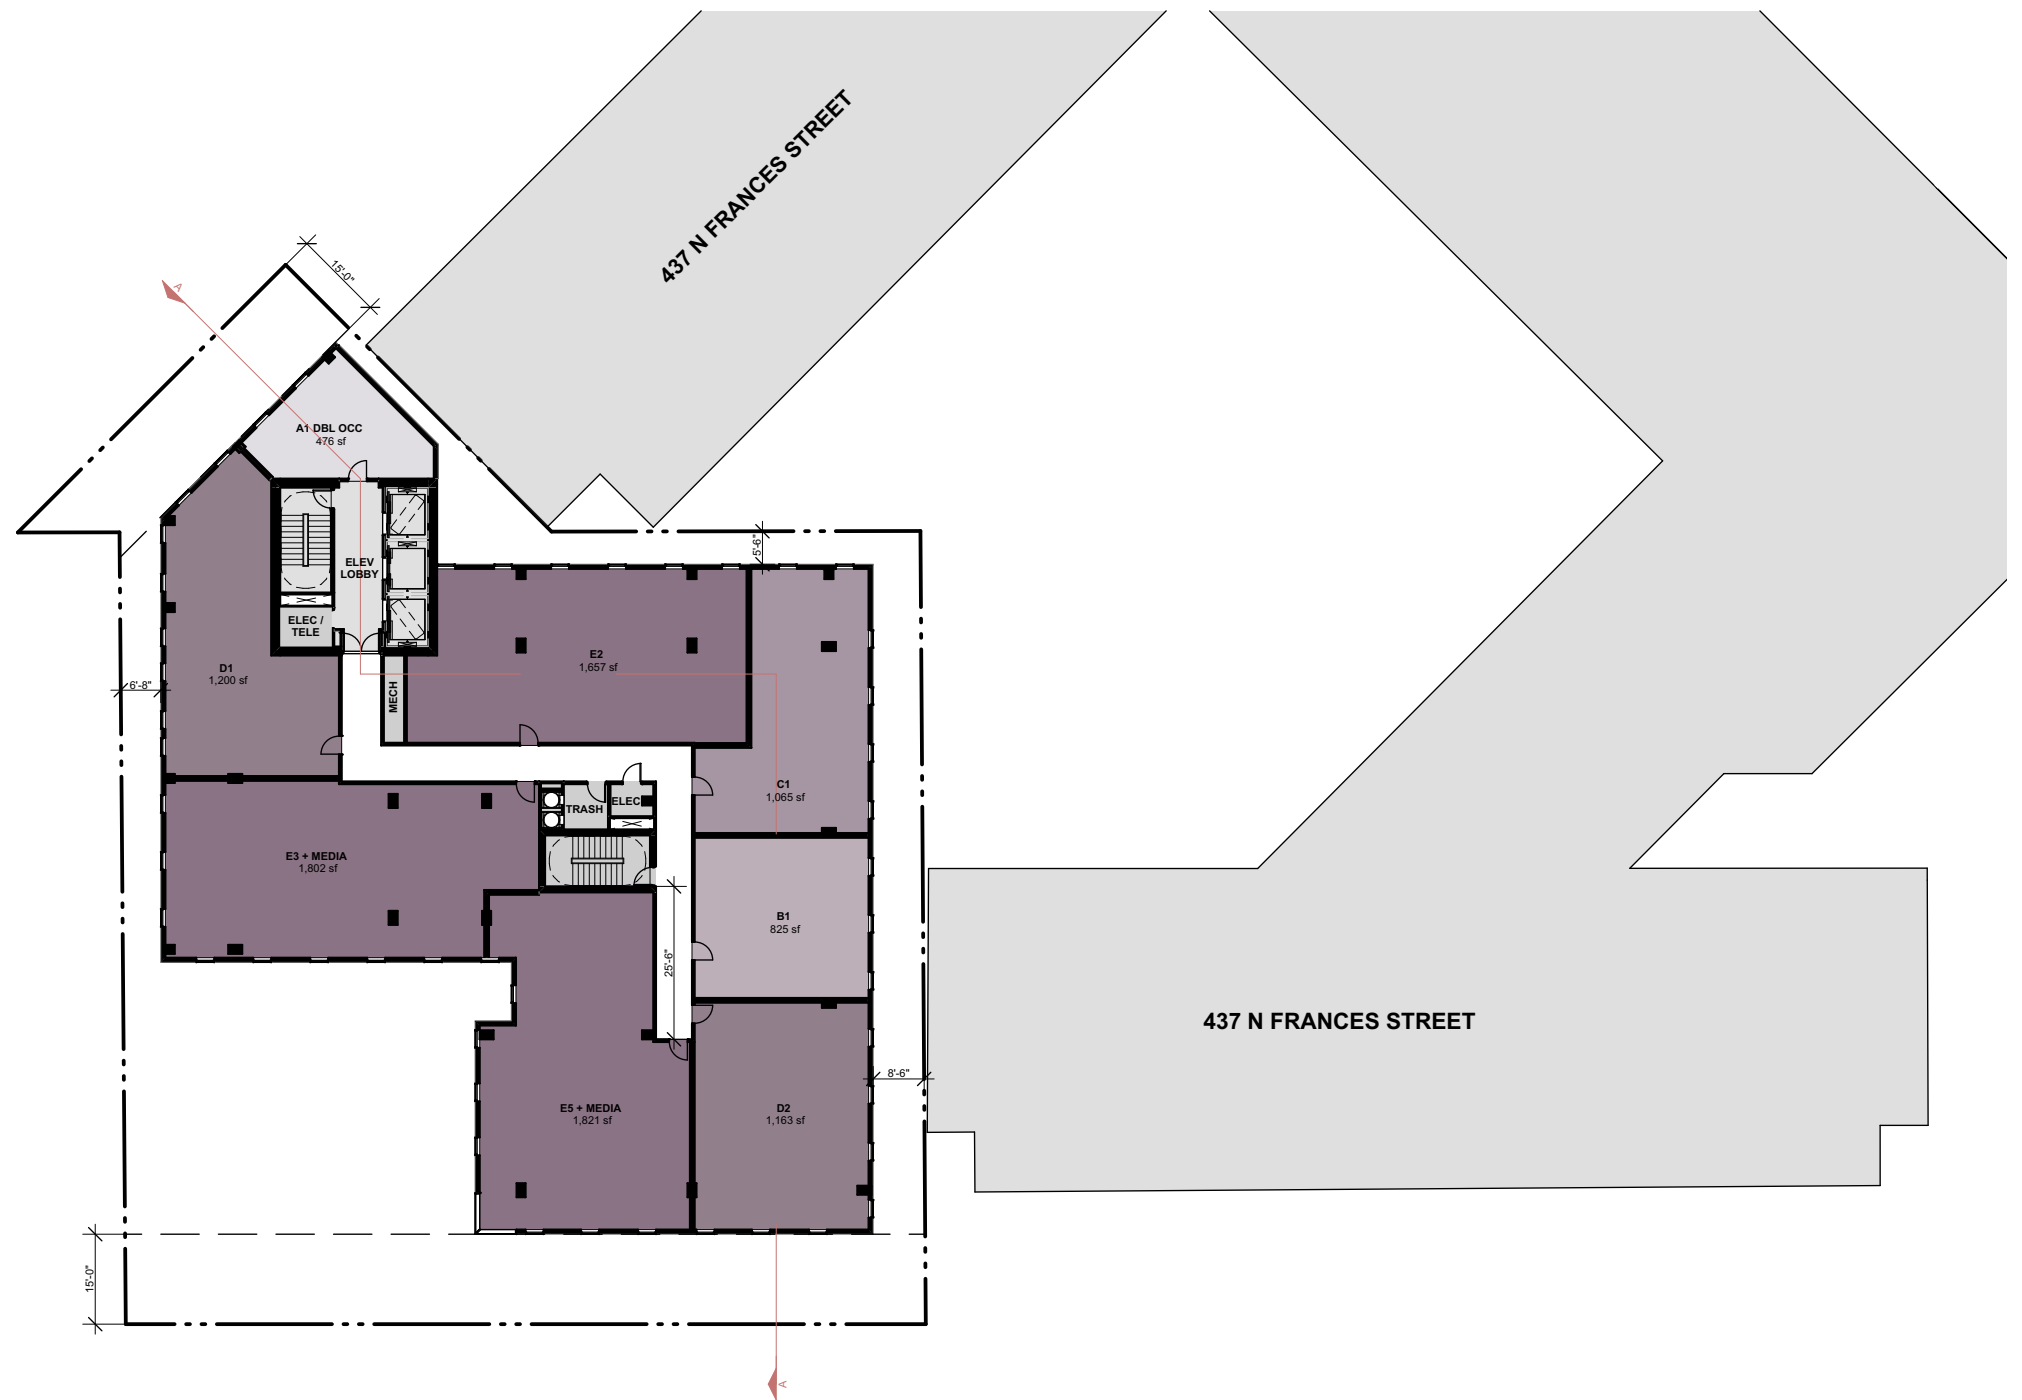 437 N FRANCES STREET
15'-0"
A
A1 DBL OCC
476 sf
5'-6"
ELEV
LOBBY
ELEC /
TELE
E2
1,657 sf
D1
1,200 sf
6'-8"
MECH
C1
1,065 sf
TRASH
ELEC
E3 + MEDIA
1,802 sf
B1
825 sf
25'-6"
437 N FRANCES STREET
8'-6"
E5 + MEDIA
1,821 sf
D2
1,163 sf
15'-0"
A